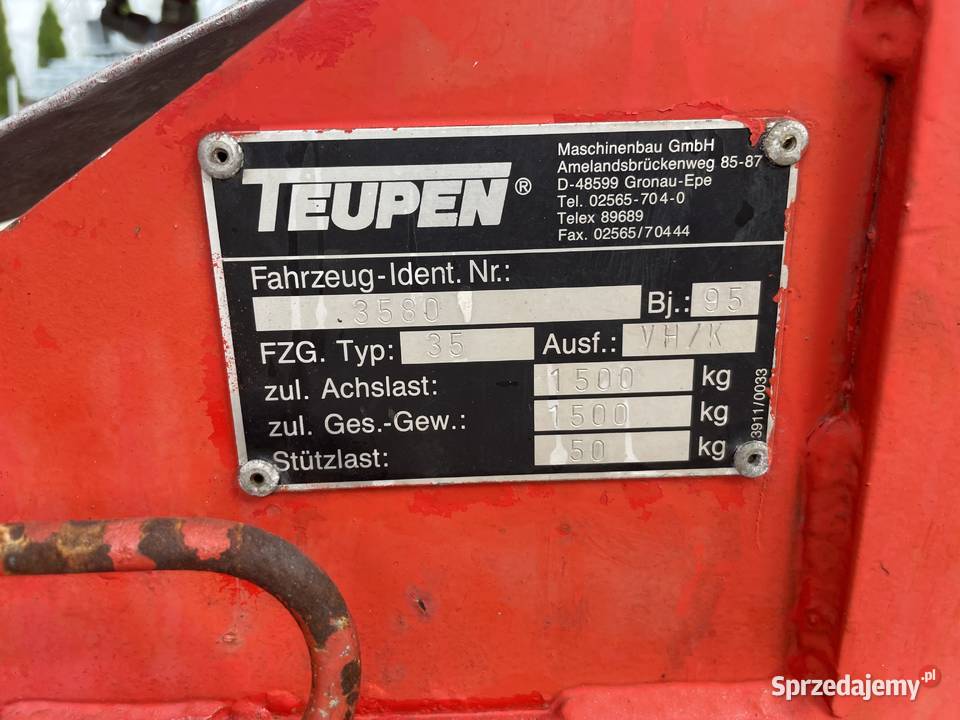 TEUPEN®
Maschinenbau GmbH
Amelandsbrückenweg 85-87
D-48599 Gronau-Epe
Tel. 02565-704-0
Telex 89689
Fax. 02565/70444
Fahrzeug-Ident. Nr.:
3580 Bj.: 95
FZG. Typ: 35 Ausf.: VH/K
zul. Achslast: 1500 kg
zul. Ges.-Gew.: 1500 kg
Stützlast: 50 kg
3911/0033
Sprzedajemy.pl